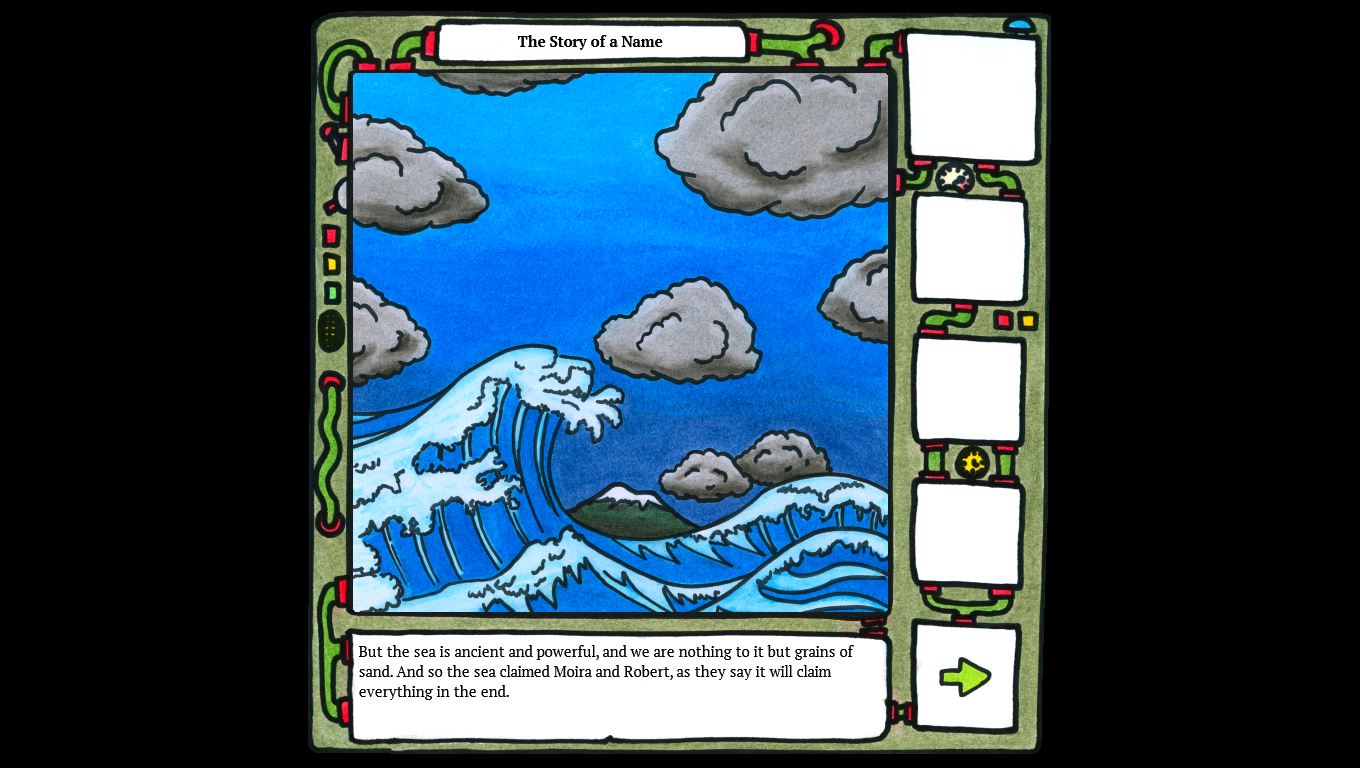 The Story of a Name
But the sea is ancient and powerful, and we are nothing to it but grains of
sand. And so the sea claimed Moira and Robert, as they say it will claim
everything in the end.